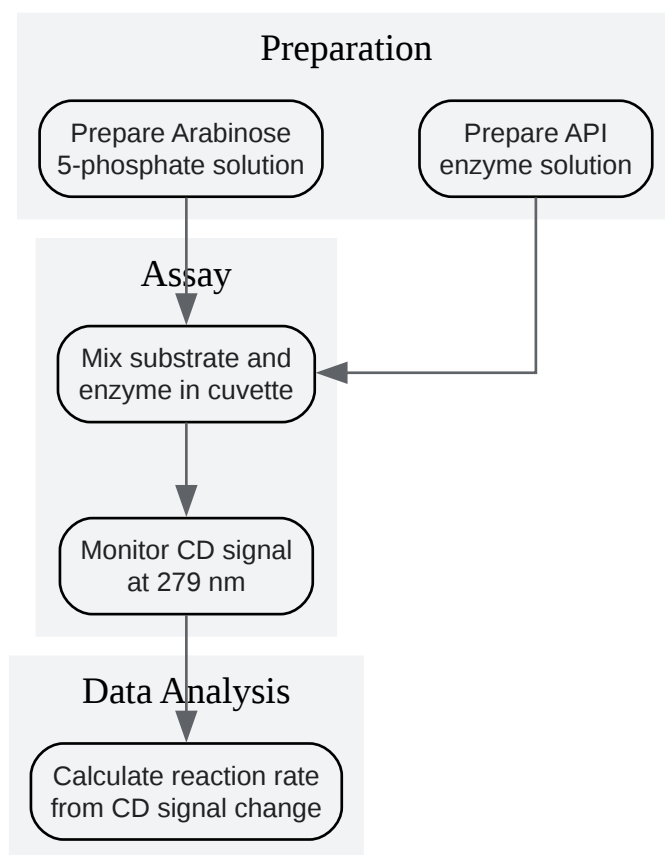 Preparation
Prepare Arabinose
5-phosphate solution
Prepare API
enzyme solution
Assay
Mix substrate and
enzyme in cuvette
Monitor CD signal
at 279 nm
Data Analysis
Calculate reaction rate
from CD signal change